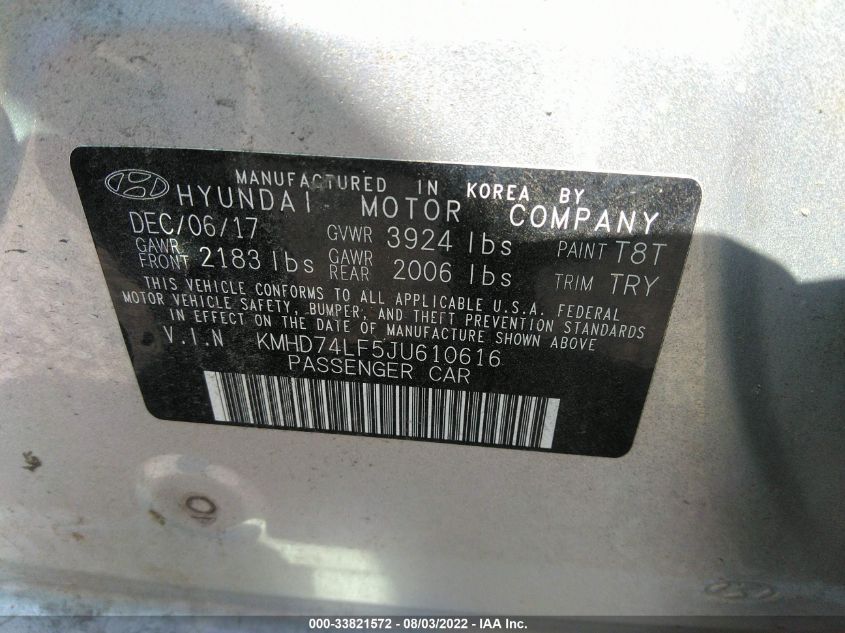 MANUFACTURED IN KOREA BY
HYUNDAI MOTOR COMPANY
DEC/06/17 GVWR 3924 lbs PAINT T8T
GAWR FRONT 2183 lbs GAWR REAR 2006 lbs TRIM TRY
THIS VEHICLE CONFORMS TO ALL APPLICABLE U.S.A. FEDERAL
MOTOR VEHICLE SAFETY, BUMPER, AND THEFT PREVENTION STANDARDS
IN EFFECT ON THE DATE OF MANUFACTURE SHOWN ABOVE.
V.I.N KMHD74LF5JU610616
PASSENGER CAR
000-33821572 - 08/03/2022 - IAA Inc.